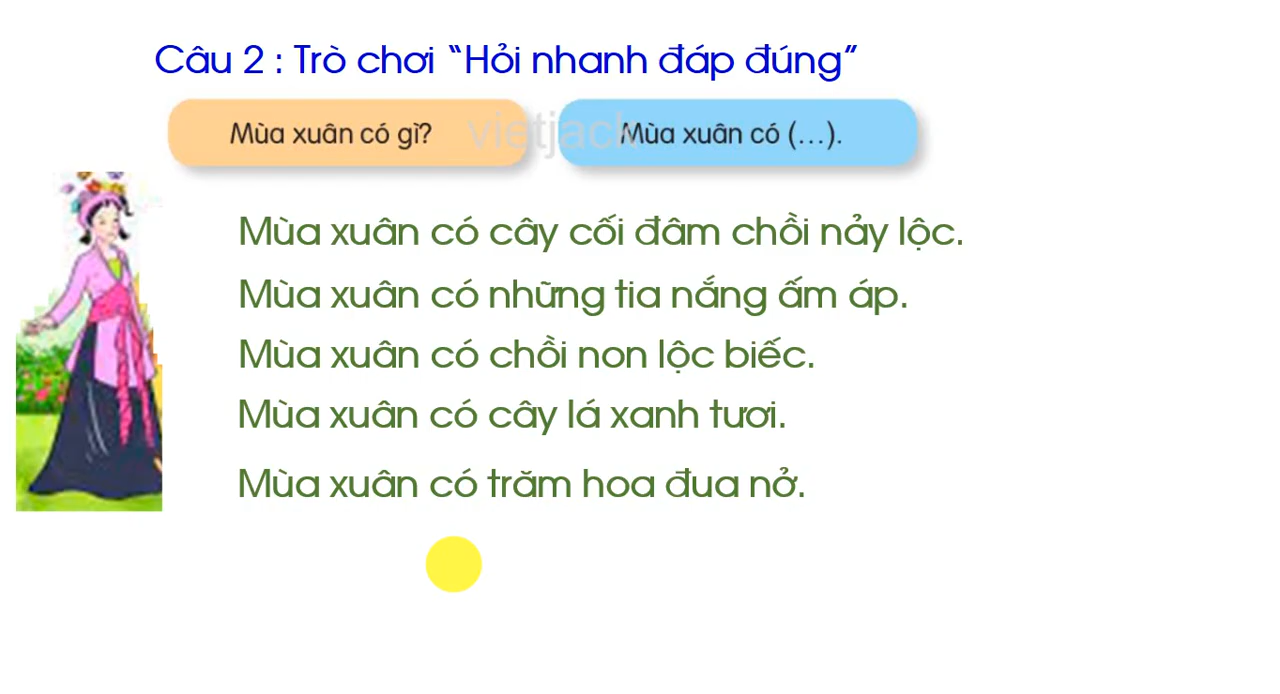 Câu 2 : Trò chơi “Hỏi nhanh đáp đúng”
Mùa xuân có gì?
Mùa xuân có (...).
vietjack
Mùa xuân có cây cối đâm chồi nảy lộc.
Mùa xuân có những tia nắng ấm áp.
Mùa xuân có chồi non lộc biếc.
Mùa xuân có cây lá xanh tươi.
Mùa xuân có trăm hoa đua nở.